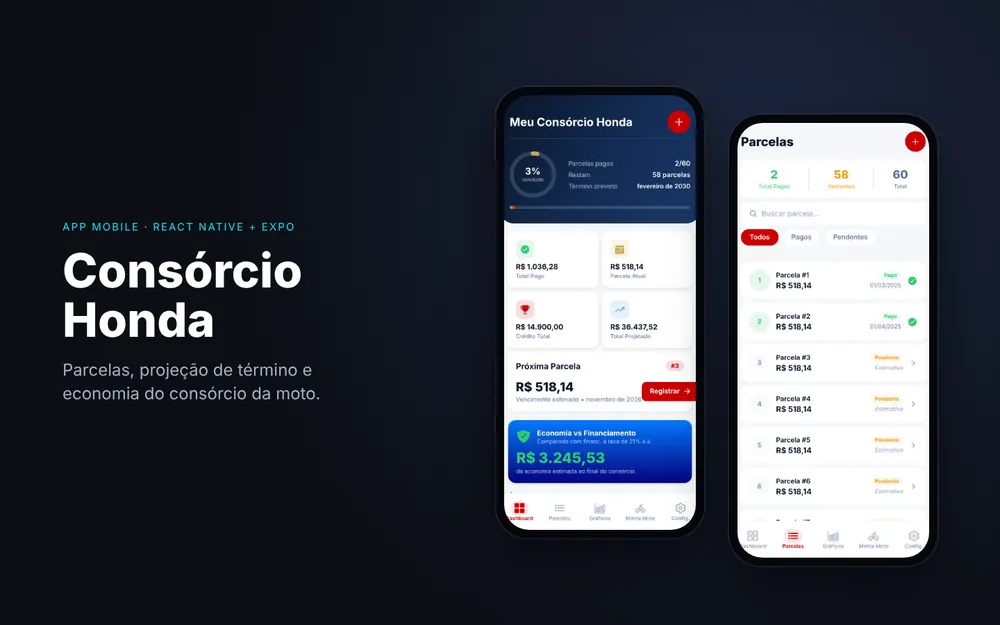 APP MOBILE · REACT NATIVE + EXPO
Consórcio
Honda
Parcelas, projeção de término e
economia do consórcio da moto.
Meu Consórcio Honda
3%
concluído
Parcelas pagas 2/60
Restam 58 parcelas
Término previsto fevereiro de 2030
R$ 1.036,28
Total Pago
R$ 518,14
Parcela Atual
R$ 14.900,00
Crédito Total
R$ 36.437,52
Total Projetado
Próxima Parcela #3
R$ 518,14
Vencimento estimado • novembro de 2026
Registrar →
Economia vs Financiamento
Comparado com financ. à taxa de 21% a.a
R$ 3.245,53
de economia estimada ao final do consórcio
Dashboard Parcelas Gráficos Minha Moto Config
Parcelas
2 58 60
Total Pagas Restantes Total
Buscar parcela...
Todos Pagos Pendentes
1 Parcela #1 Pago
R$ 518,14 01/03/2025
2 Parcela #2 Pago
R$ 518,14 01/04/2025
3 Parcela #3 Pendente
R$ 518,14 Estimativa
4 Parcela #4 Pendente
R$ 518,14 Estimativa
5 Parcela #5 Pendente
R$ 518,14 Estimativa
6 Parcela #6 Pendente
R$ 518,14 Estimativa
Dashboard Parcelas Gráficos Minha Moto Config